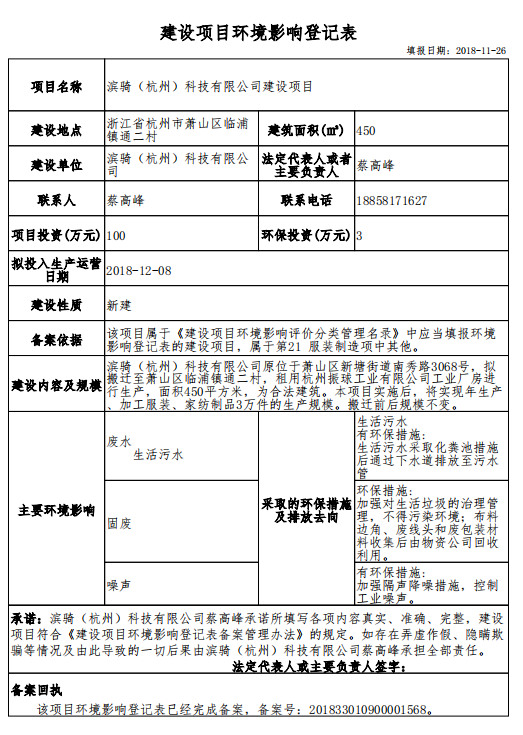 建设项目环境影响登记表
填报日期：2018-11-26
项目名称
滨骑（杭州）科技有限公司建设项目
建设地点
浙江省杭州市萧山区临浦
镇通二村
建筑面积(㎡)
450
建设单位
滨骑（杭州）科技有限公
司
法定代表人或者
主要负责人
蔡高峰
联系人
蔡高峰
联系电话
18858171627
项目投资(万元)
100
环保投资(万元)
3
拟投入生产运营
日期
2018-12-08
建设性质
新建
备案依据
该项目属于《建设项目环境影响评价分类管理名录》中应当填报环境
影响登记表的建设项目，属于第21 服装制造项中其他。
建设内容及规模
滨骑（杭州）科技有限公司原位于萧山区新塘街道南秀路3068号，拟
搬迁至萧山区临浦镇通二村，租用杭州振球工业有限公司工业厂房进
行生产，面积450平方米，为合法建筑。本项目实施后，将实现年生产
、加工服装、家纺制品3万件的生产规模。搬迁前后规模不变。
主要环境影响
废水
生活污水
采取的环保措施
及排放去向
生活污水
有环保措施：
生活污水采取化粪池措施
后通过下水道排放至污水
管
固废
环保措施：
加强对生活垃圾的治理管
理，不得污染环境；布料
边角、废线头和废包装材
料收集后由物资公司回收
利用。
噪声
有环保措施：
加强隔声降噪措施，控制
工业噪声。
承诺：滨骑（杭州）科技有限公司蔡高峰承诺所填写各项内容真实、准确、完整，建设
项目符合《建设项目环境影响登记表备案管理办法》的规定。如存在弄虚作假、隐瞒欺
骗等情况及由此导致的一切后果由滨骑（杭州）科技有限公司蔡高峰承担全部责任。
法定代表人或主要负责人签字：
备案回执
该项目环境影响登记表已经完成备案，备案号：201833010900001568。